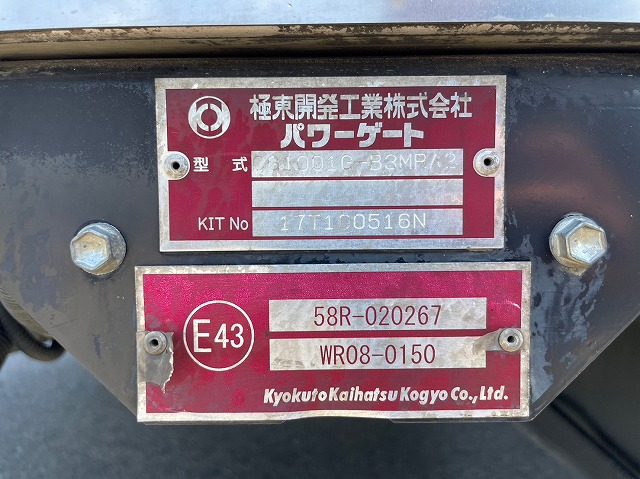 極東開発工業株式会社
パワーゲート
型式
KIT No 17T100516N
E43
58R-020267
WR08-0150
Kyokuto Kaihatsu Kogyo Co., Ltd.